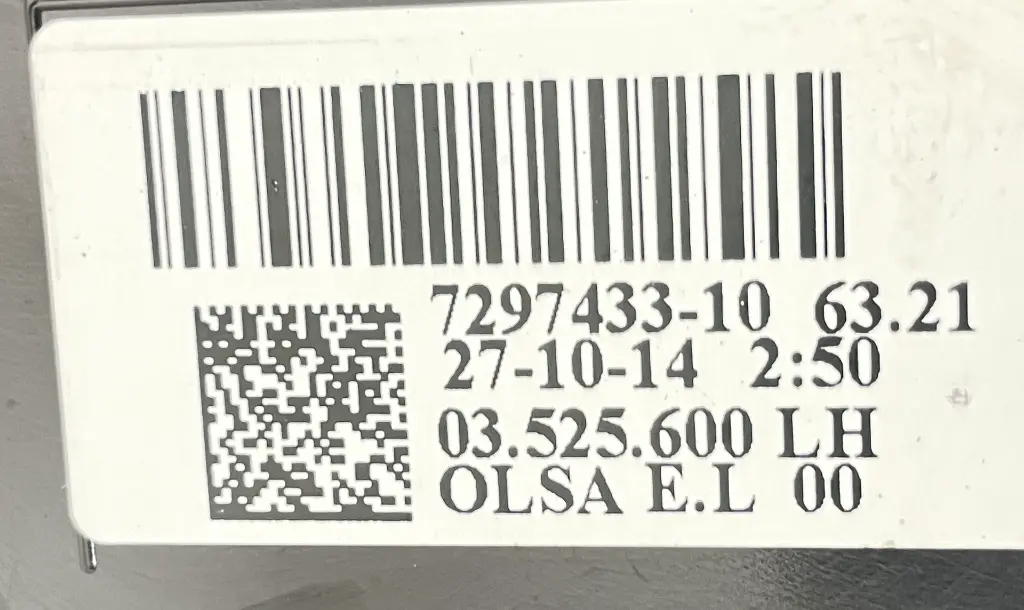 7297433-10 63.21
27-10-14 2:50
03.525.600 LH
OLSA E.L 00